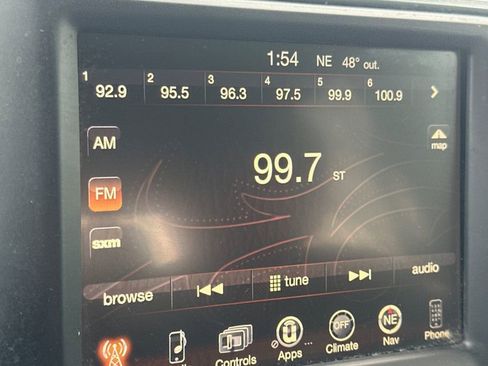 1:54 NE 48° out.
1 2 3 4 5 6
92.9 95.5 96.3 97.5 99.9 100.9
AM
map
99.7 ST
FM
sxm
browse tune audio
Controls Apps ... OFF Climate NE Nav Phone